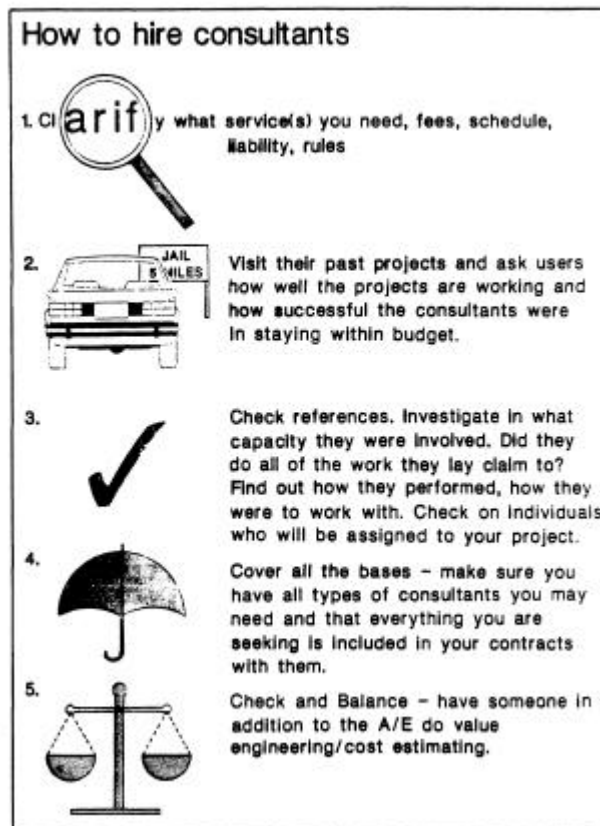 How to hire consultants
1. Clarify what service(s) you need, fees, schedule,
liability, rules
2.
JAIL
5 MILES
Visit their past projects and ask users
how well the projects are working and
how successful the consultants were
in staying within budget.
3.
Check references. Investigate in what
capacity they were involved. Did they
do all of the work they lay claim to?
Find out how they performed, how they
were to work with. Check on individuals
who will be assigned to your project.
4.
Cover all the bases – make sure you
have all types of consultants you may
need and that everything you are
seeking is included in your contracts
with them.
5.
Check and Balance – have someone in
addition to the A/E do value
engineering/cost estimating.